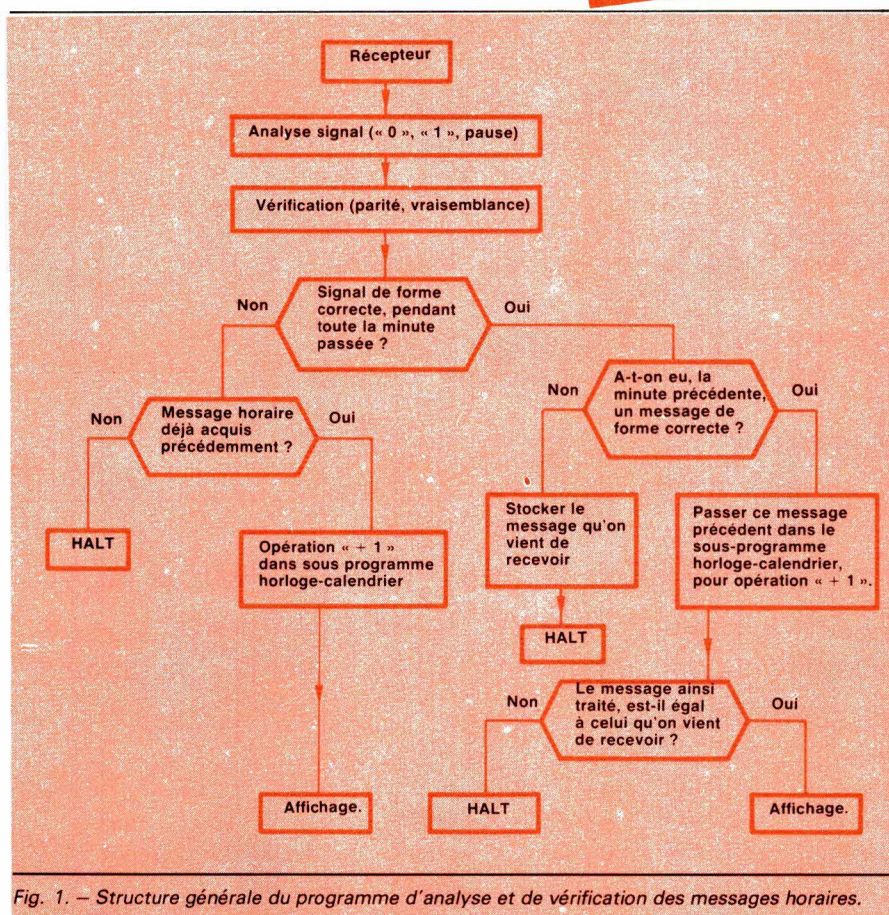 Récepteur
Analyse signal (« 0 », « 1 », pause)
Vérification (parité, vraisemblance)
Signal de forme
correcte, pendant
toute la minute
passée ?
Non
Oui
Message horaire
déjà acquis
précédemment ?
Non
Oui
A-t-on eu, la
minute précédente,
un message de
forme correcte ?
Non
Oui
HALT
Opération « + 1 »
dans sous programme
horloge-calendrier
Stocker le
message qu'on
vient de
recevoir
Passer ce message
précédent dans le
sous-programme
horloge-calendrier,
pour opération « + 1 ».
HALT
Le message ainsi
traité, est-il égal
à celui qu'on vient
de recevoir ?
Non
Oui
Affichage.
HALT
Affichage.
Fig. 1. – Structure générale du programme d'analyse et de vérification des messages horaires.